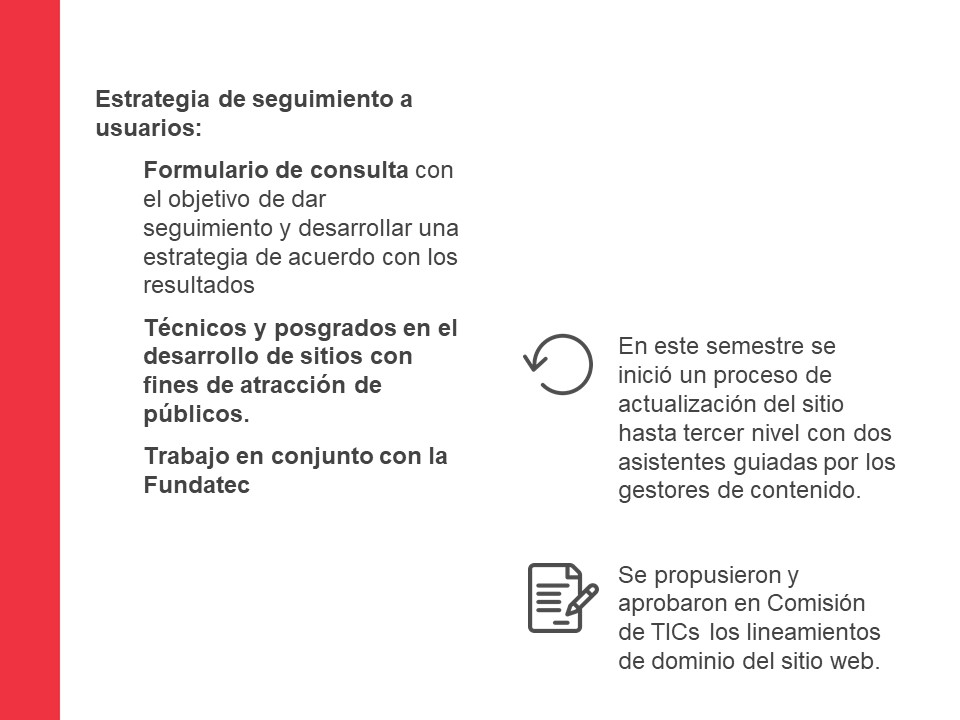 Estrategia de seguimiento a
usuarios:
Formulario de consulta con
el objetivo de dar
seguimiento y desarrollar una
estrategia de acuerdo con los
resultados
Técnicos y posgrados en el
desarrollo de sitios con
fines de atracción de
públicos.
Trabajo en conjunto con la
Fundatec
En este semestre se
inició un proceso de
actualización del sitio
hasta tercer nivel con dos
asistentes guiadas por los
gestores de contenido.
Se propusieron y
aprobaron en Comisión
de TICs los lineamientos
de dominio del sitio web.